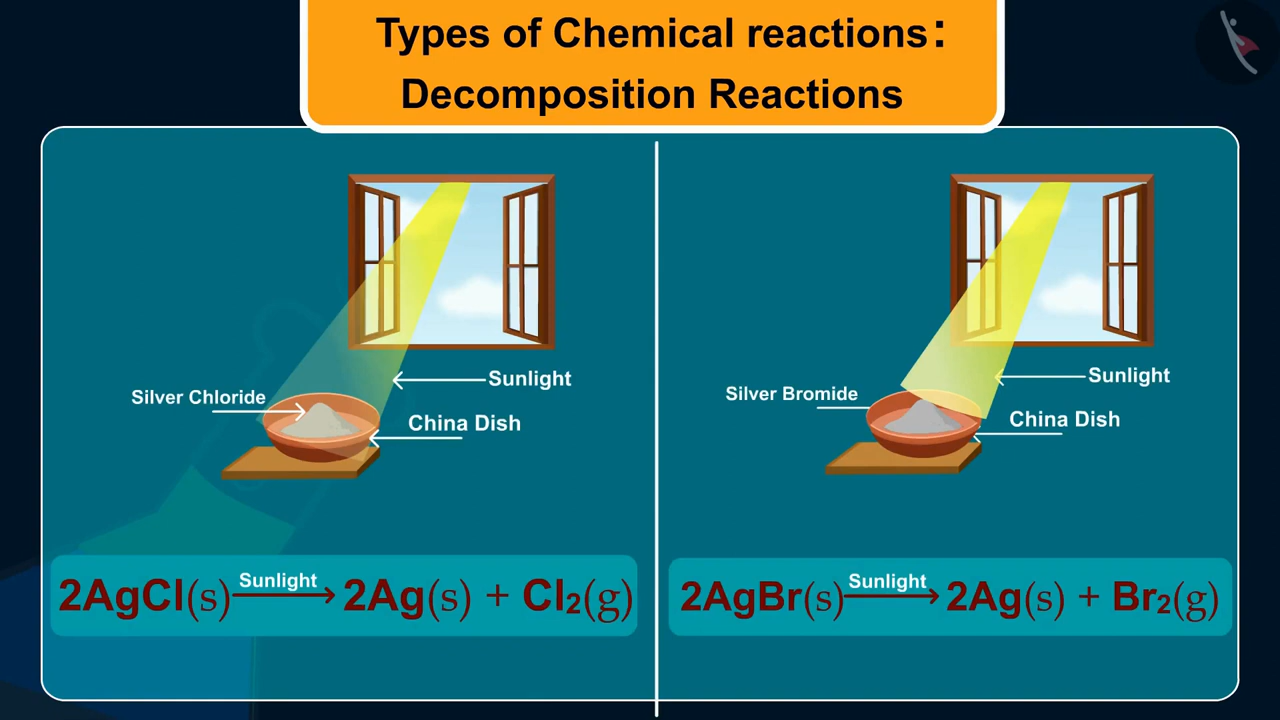 Types of Chemical reactions:
Decomposition Reactions
Silver Chloride
Sunlight
China Dish
2AgCl(s) Sunlight⟶ 2Ag(s) + Cl₂(g)
Silver Bromide
Sunlight
China Dish
2AgBr(s) Sunlight⟶ 2Ag(s) + Br₂(g)